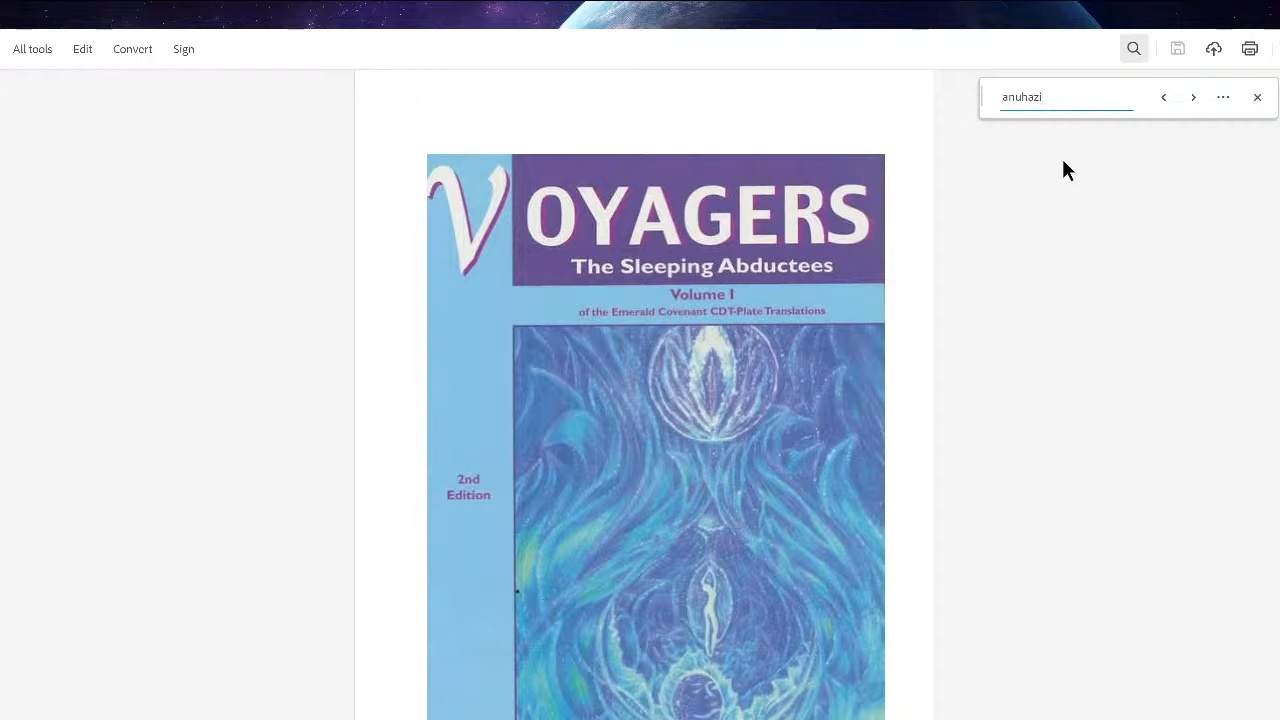 All tools Edit Convert Sign
anuhazi
VOYAGERS
The Sleeping Abductees
Volume I
of the Emerald Covenant CDT-Plate Translations
2nd
Edition